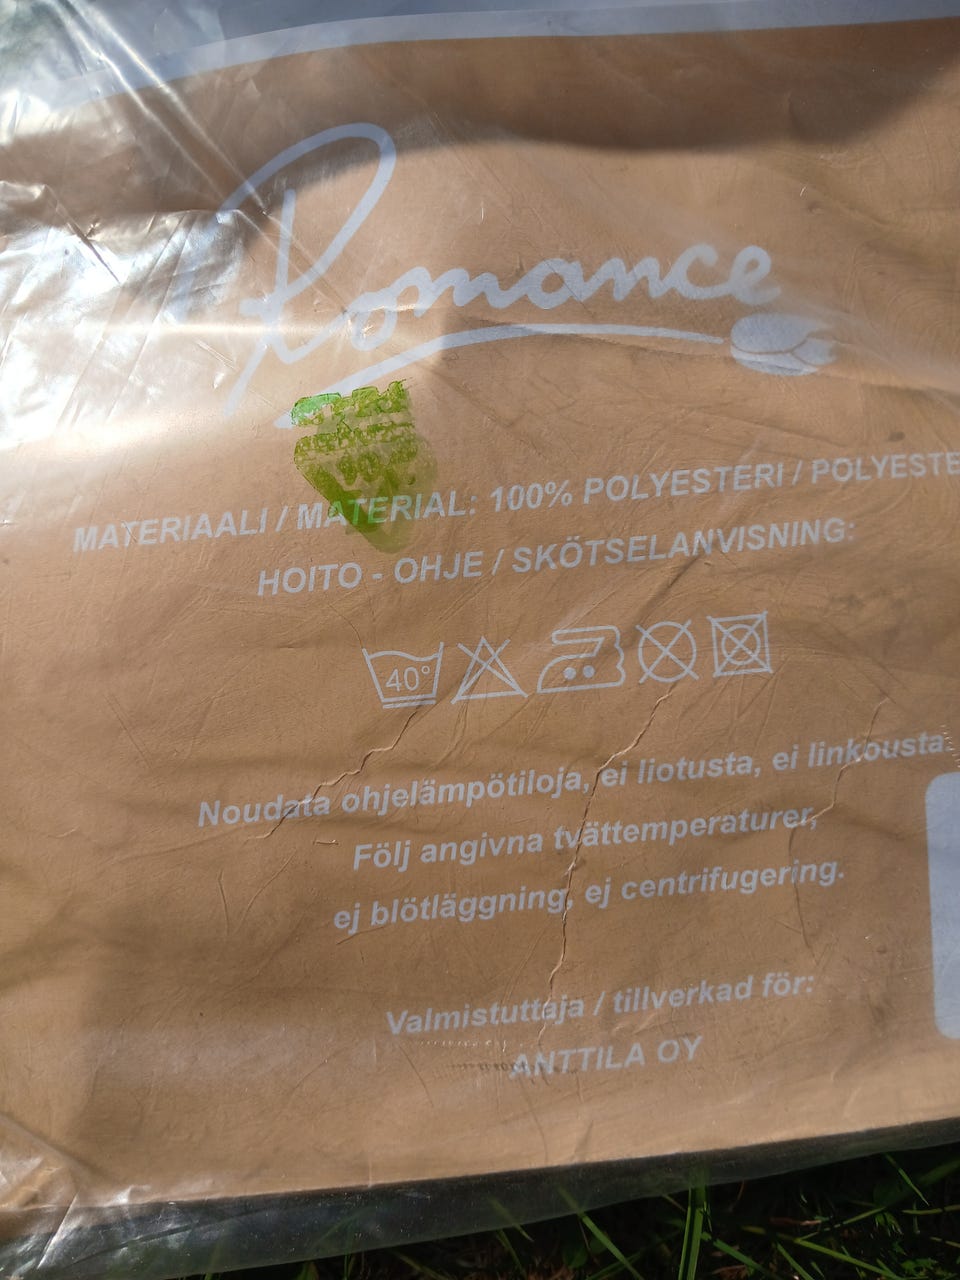 Romance
MATERIAALI / MATERIAL: 100% POLYESTERI / POLYESTE
HOITO - OHJE / SKÖTSELANVISNING:
40°
Noudata ohjelämpötiloja, ei liotusta, ei linkousta.
Följ angivna tvättemperaturer,
ej blötläggning, ej centrifugering.
Valmistuttaja / tillverkad för:
ANTTILA OY